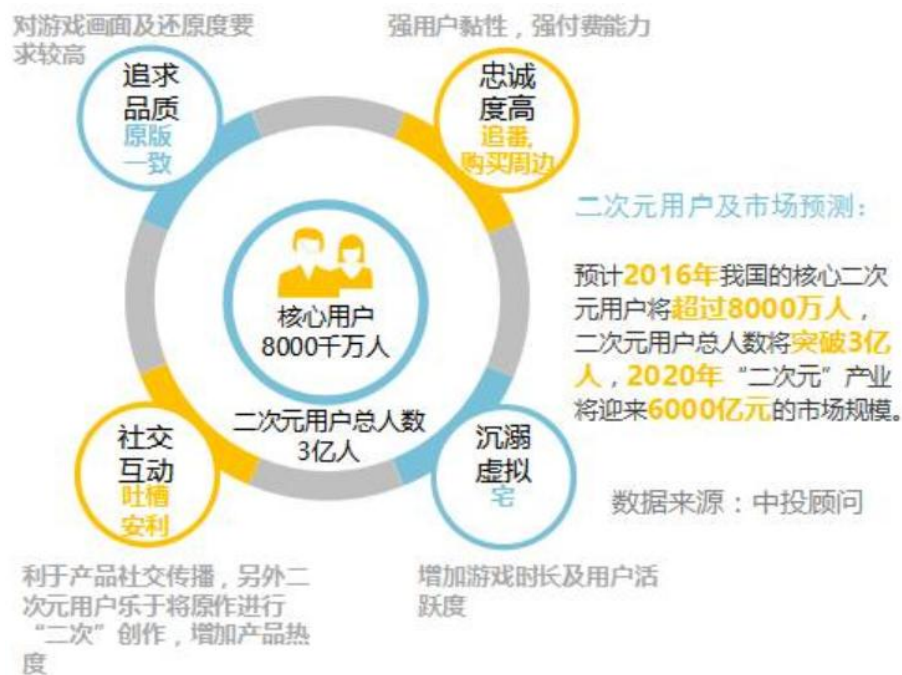 对游戏画面及还原度要
求较高
强用户黏性，强付费能力
追求
品质
原版
一致
忠诚
度高
追番,
购买周边
核心用户
8000千万人
二次元用户总人数
3亿人
社交
互动
吐槽
安利
沉溺
虚拟
宅
利于产品社交传播，另外二
次元用户乐于将原作进行
“二次”创作，增加产品热
度
增加游戏时长及用户活
跃度
二次元用户及市场预测：
预计2016年我国的核心二次
元用户将超过8000万人，
二次元用户总人数将突破3亿
人，2020年“二次元”产业
将迎来6000亿元的市场规模。
数据来源：中投顾问